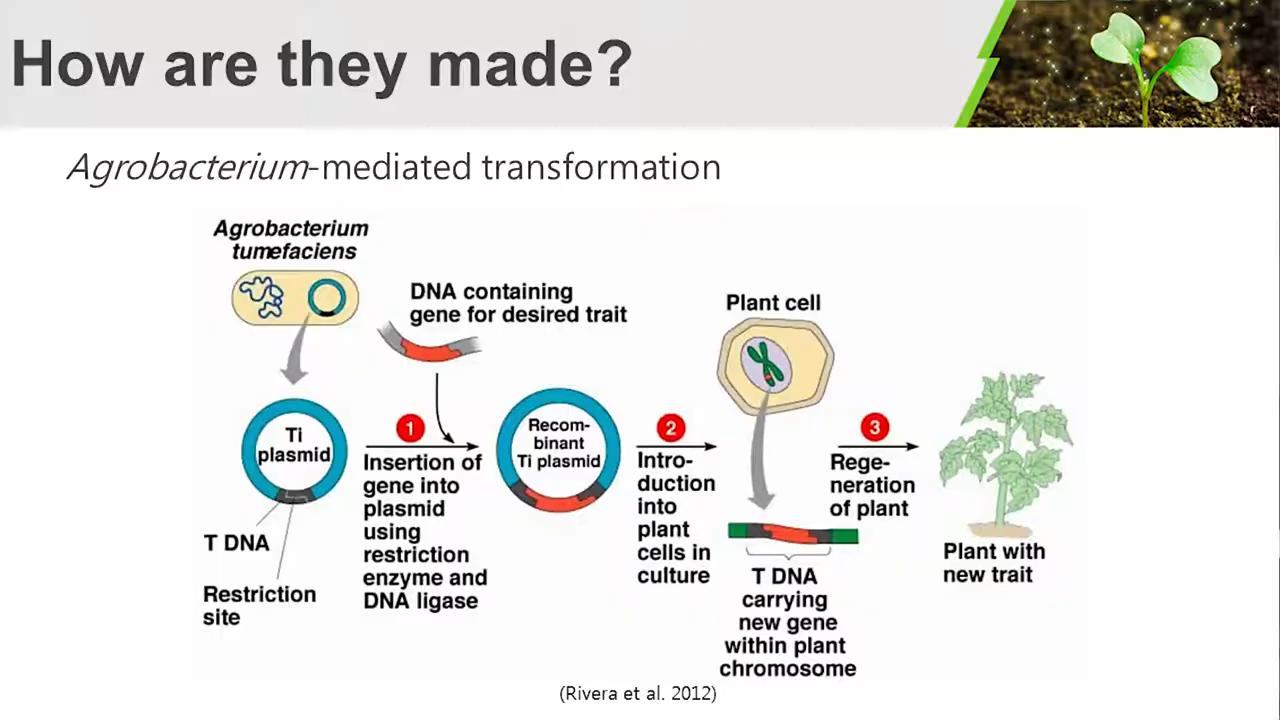 How are they made?
Agrobacterium-mediated transformation
Agrobacterium
tumefaciens
DNA containing
gene for desired trait
Plant cell
Ti
plasmid
T DNA
Restriction
site
1
Insertion of
gene into
plasmid
using
restriction
enzyme and
DNA ligase
Recom-
binant
Ti plasmid
2
Intro-
duction
into
plant
cells in
culture
T DNA
carrying
new gene
within plant
chromosome
3
Rege-
neration
of plant
Plant with
new trait
(Rivera et al. 2012)